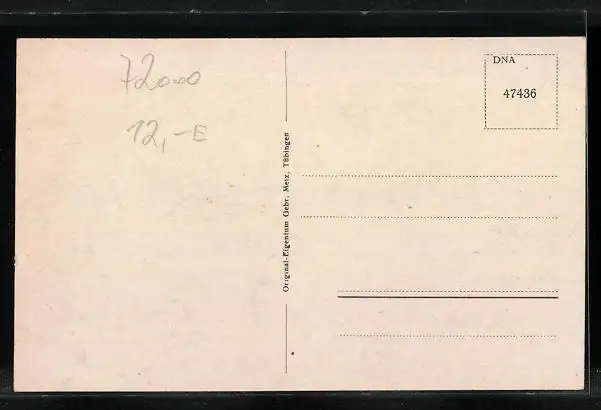 72000
12,-E
Original-Eigentum Gebr. Metz, Tübingen
DNA
47436